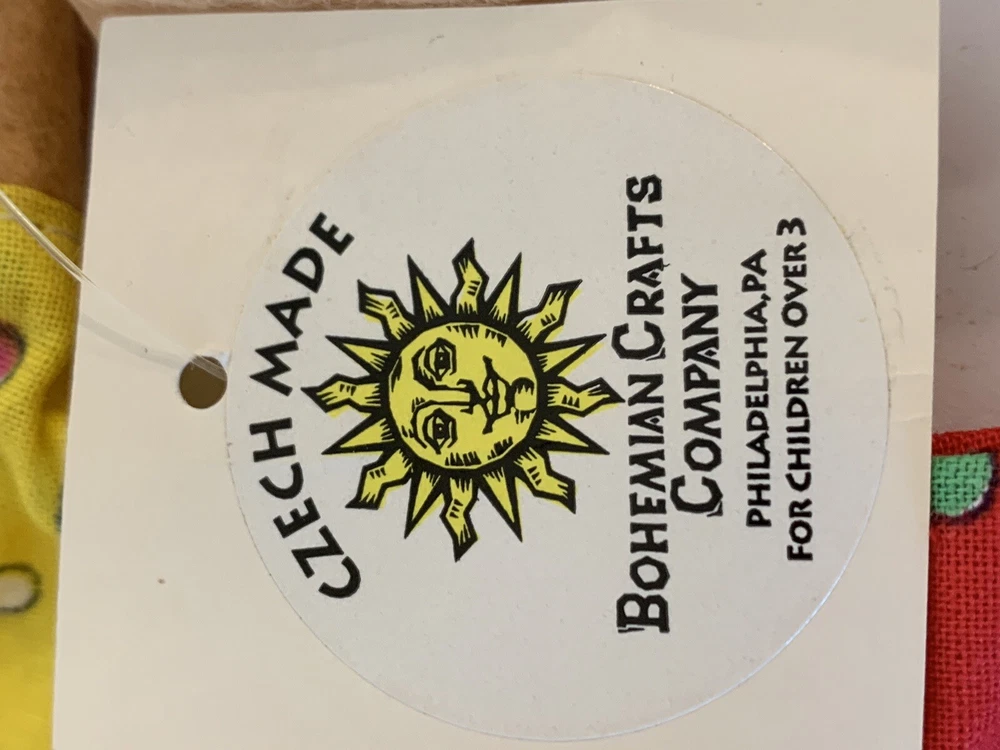 CZECH MADE
BOHEMIAN CRAFTS
COMPANY
PHILADELPHIA, PA
FOR CHILDREN OVER 3